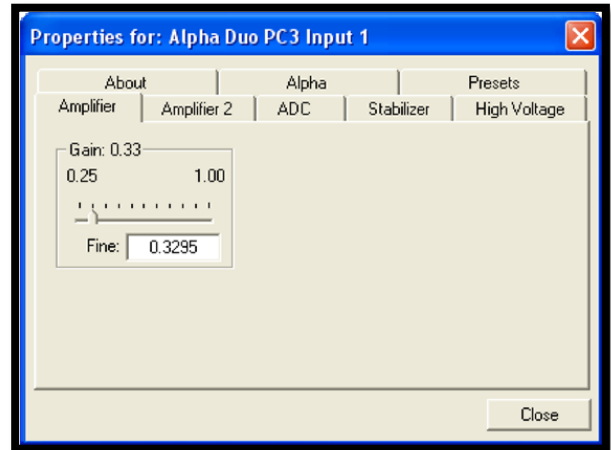 Properties for: Alpha Duo PC3 Input 1
About Alpha Presets
Amplifier Amplifier 2 ADC Stabilizer High Voltage
Gain: 0.33
0.25 1.00
Fine: 0.3295
Close